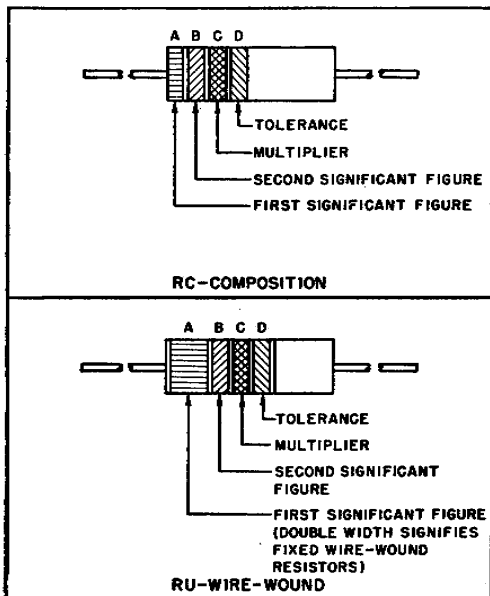 A B C D
TOLERANCE
MULTIPLIER
SECOND SIGNIFICANT FIGURE
FIRST SIGNIFICANT FIGURE
RC-COMPOSITION
A B C D
TOLERANCE
MULTIPLIER
SECOND SIGNIFICANT
FIGURE
FIRST SIGNIFICANT FIGURE
(DOUBLE WIDTH SIGNIFIES
FIXED WIRE-WOUND
RESISTORS)
RU-WIRE-WOUND